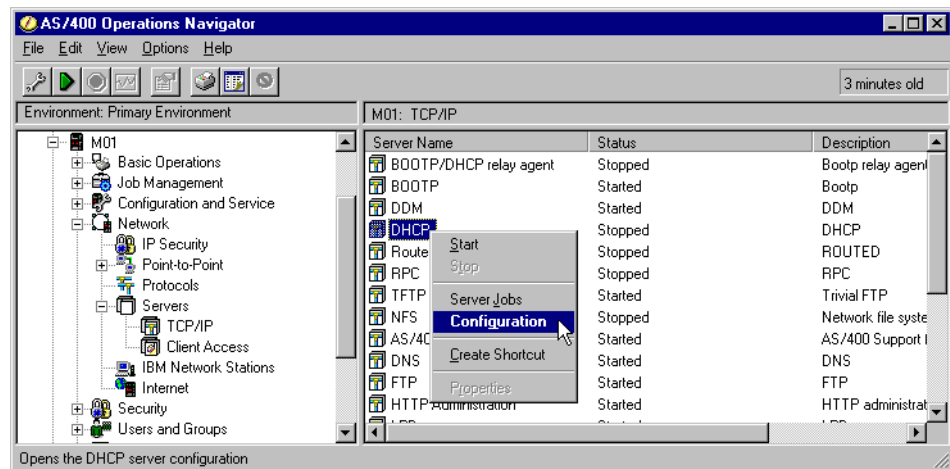 AS/400 Operations Navigator
File Edit View Options Help
3 minutes old
Environment: Primary Environment
M01: TCP/IP
M01
Basic Operations
Job Management
Configuration and Service
Network
IP Security
Point-to-Point
Protocols
Servers
TCP/IP
Client Access
IBM Network Stations
Internet
Security
Users and Groups
Server Name Status Description
BOOTP/DHCP relay agent Stopped Bootp relay agent
BOOTP Started Bootp
DDM Started DDM
DHCP Stopped DHCP
Route Stopped ROUTED
RPC Stopped RPC
TFTP Started Trivial FTP
NFS Stopped Network file syste
AS/40 Started AS/400 Support
DNS Started DNS
FTP Started FTP
HTTP Administration Started HTTP administrat
Start
Stop
Server Jobs
Configuration
Create Shortcut
Properties
Opens the DHCP server configuration